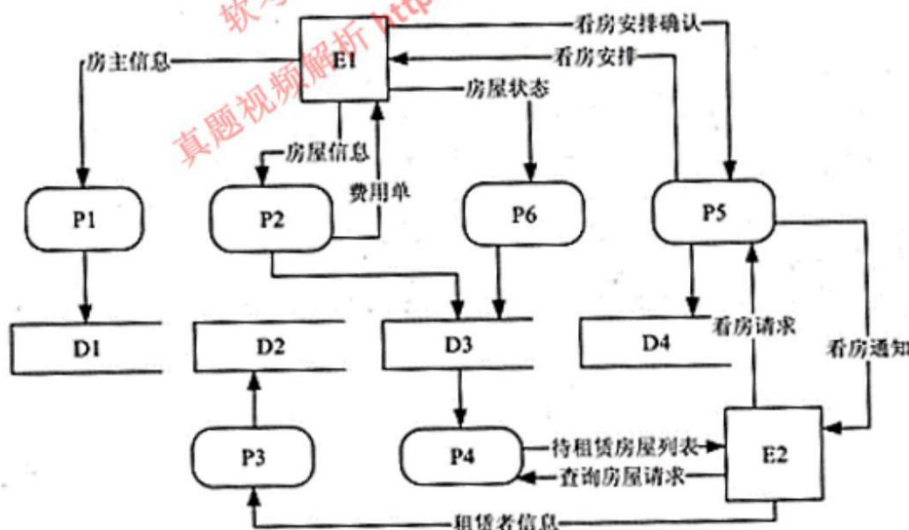 软考
真题视频解析 http
看房安排确认
房主信息
E1
看房安排
房屋状态
房屋信息
费用单
P1
P2
P6
P5
D1
D2
D3
D4
看房请求
看房通知
P3
P4
待租赁房屋列表
查询房屋请求
E2
租赁者信息